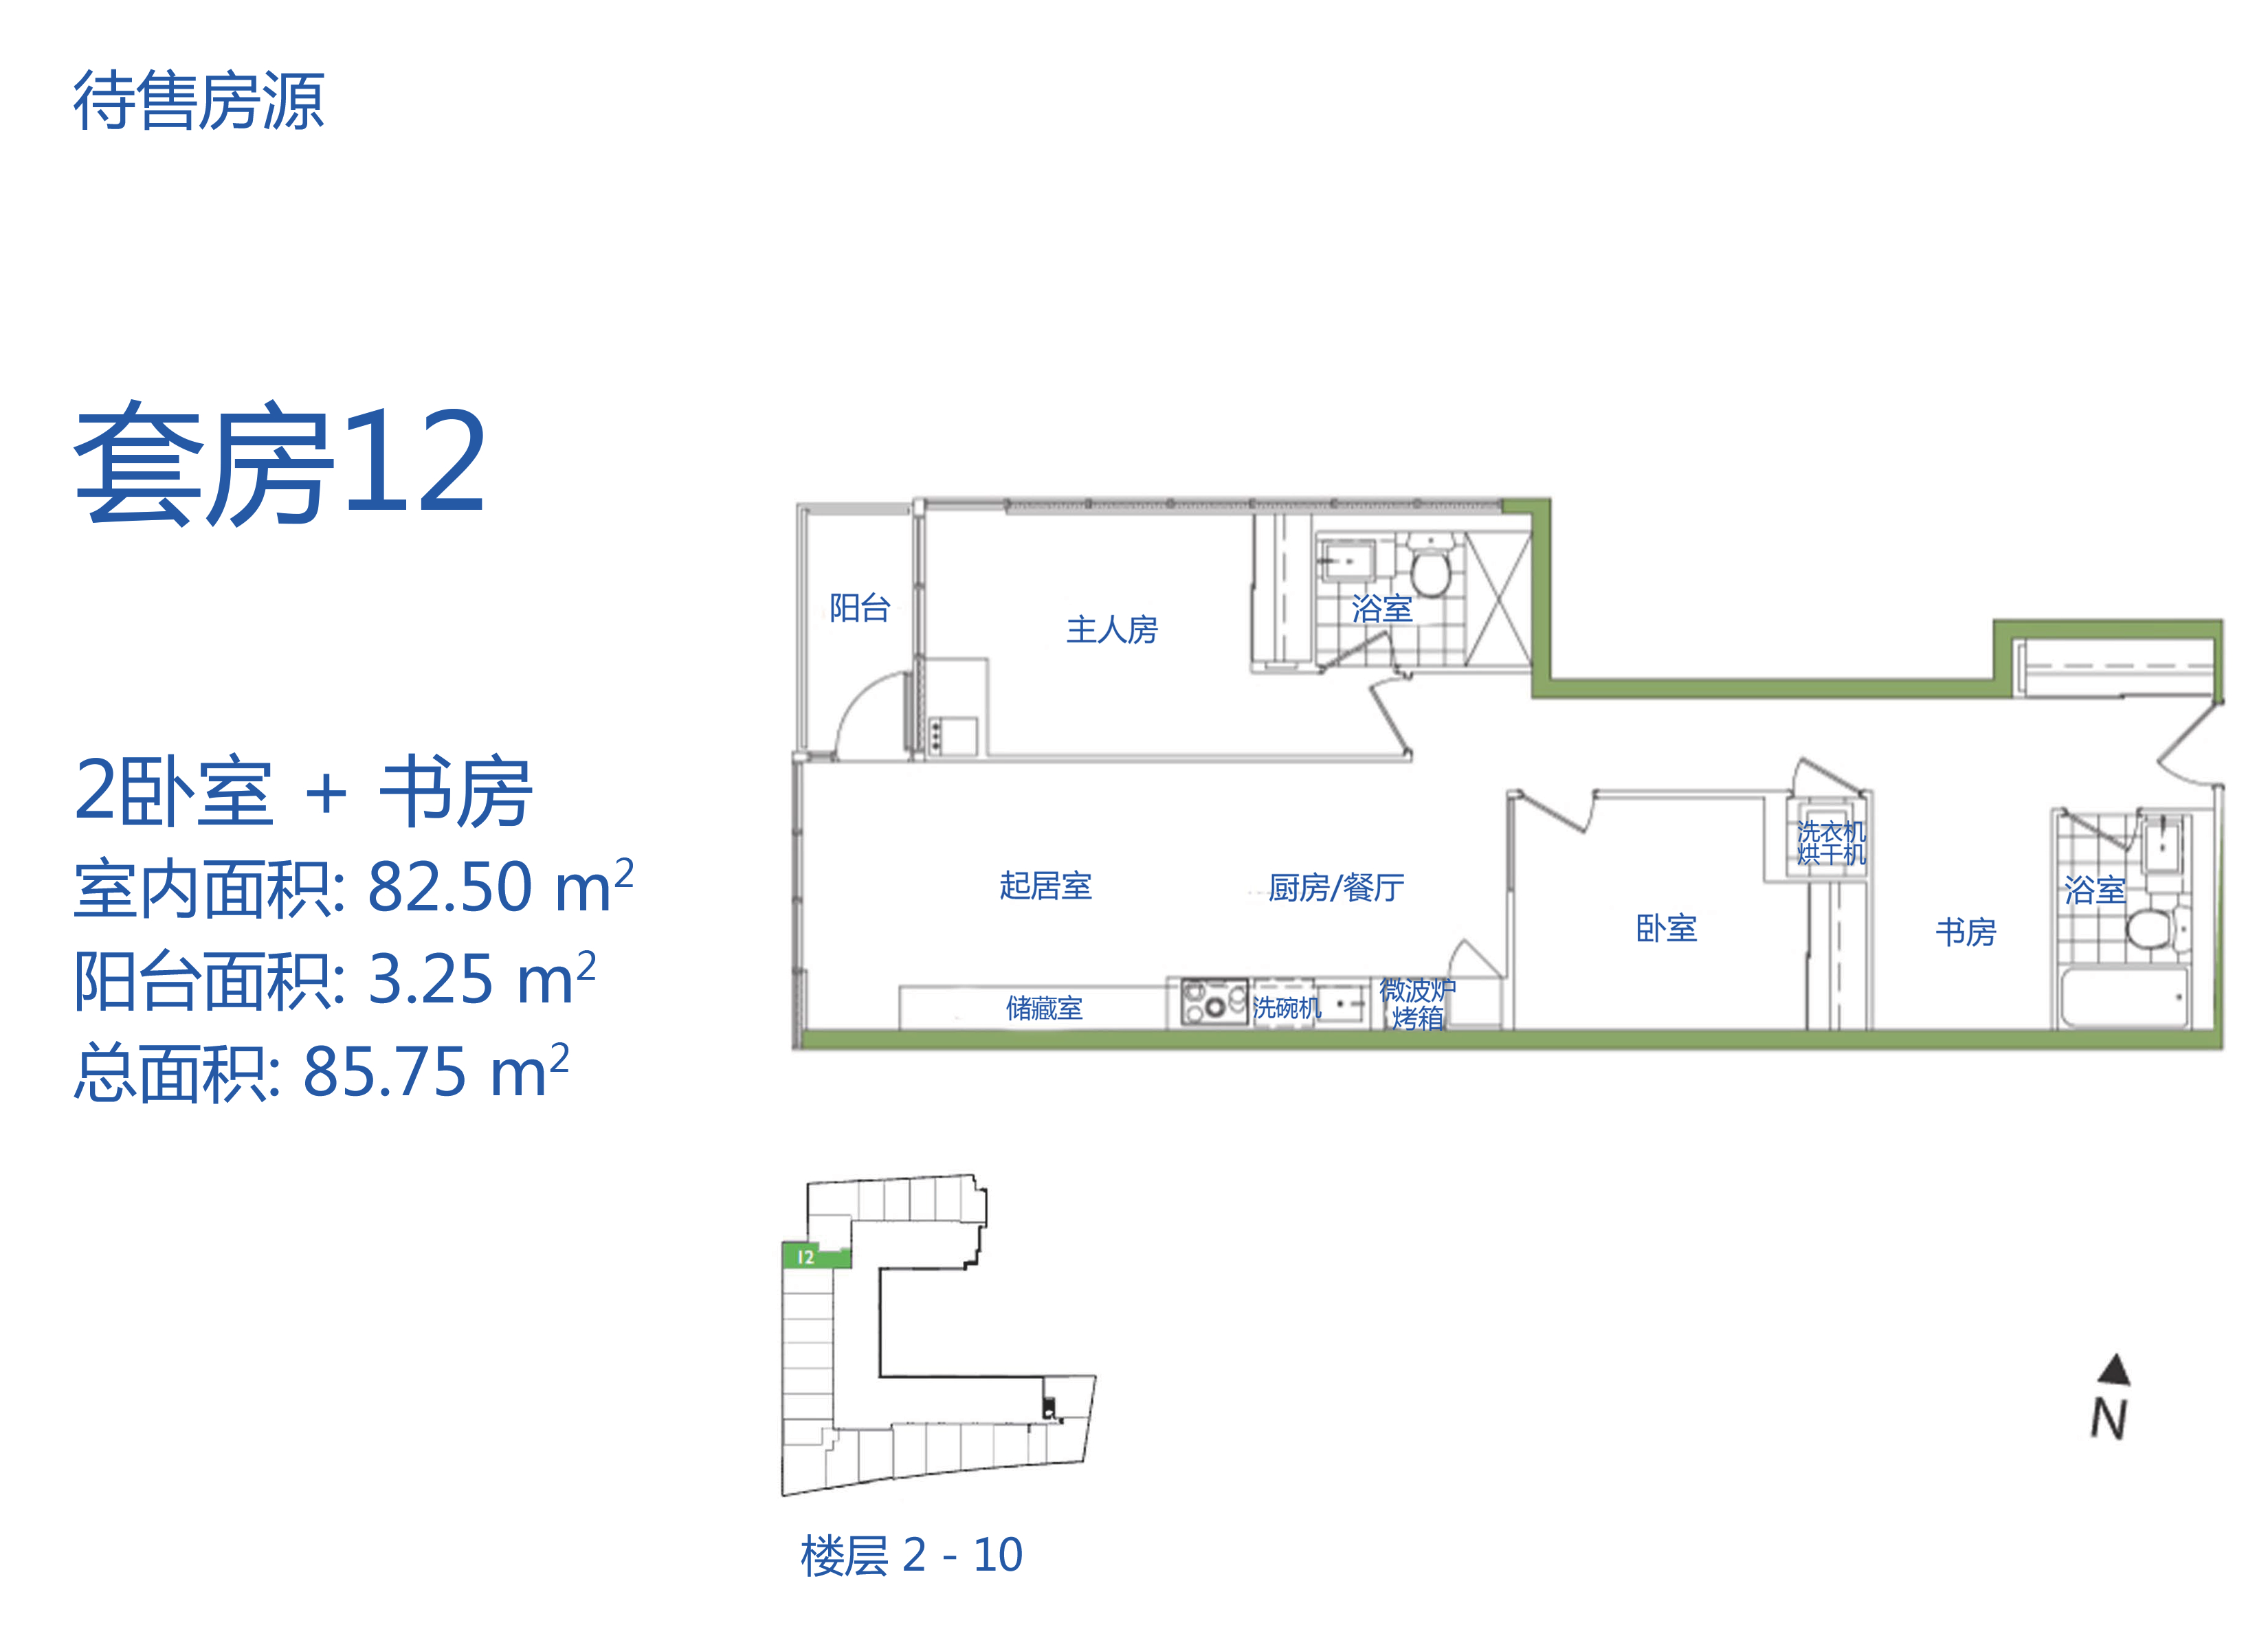 待售房源
套房12
2卧室 + 书房
室内面积: 82.50 m²
阳台面积: 3.25 m²
总面积: 85.75 m²
阳台
主人房
浴室
起居室
厨房/餐厅
储藏室
洗碗机
微波炉
烤箱
卧室
洗衣机
烘干机
书房
浴室
12
楼层 2 - 10
N